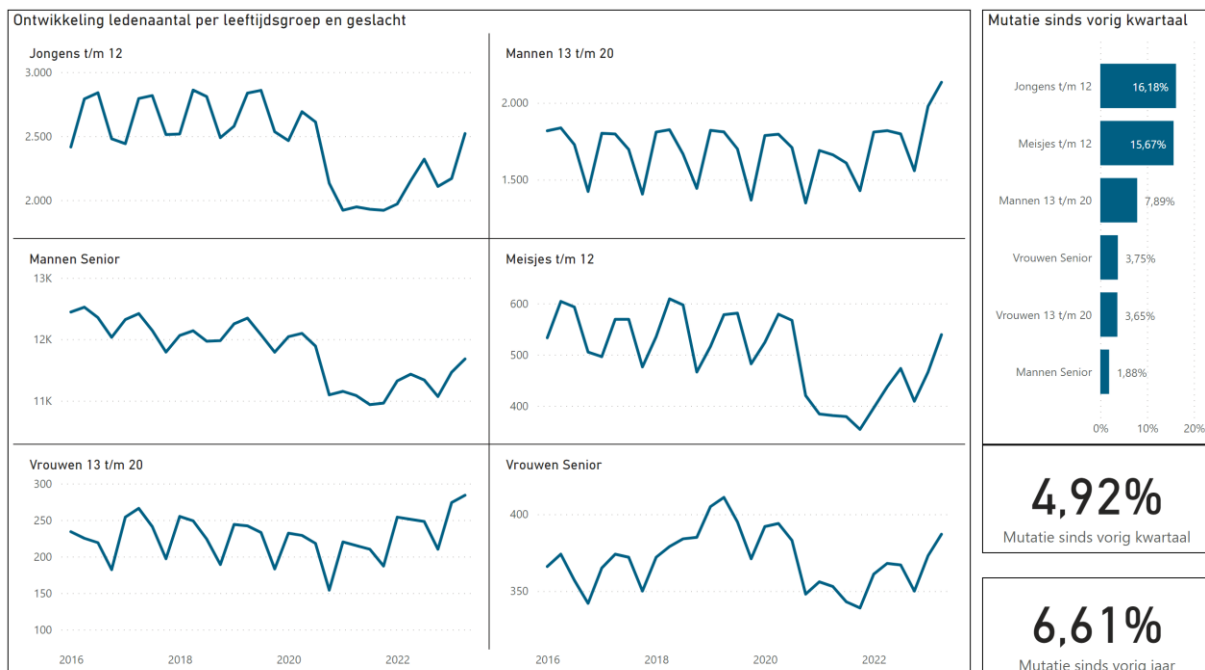 Ontwikkeling ledenaantal per leeftijdsgroep en geslacht
Jongens t/m 12
3.000
2.500
2.000
Mannen 13 t/m 20
2.000
1.500
Mannen Senior
13K
12K
11K
Meisjes t/m 12
600
500
400
Vrouwen 13 t/m 20
300
250
200
150
100
2016 2018 2020 2022
Vrouwen Senior
400
350
2016 2018 2020 2022
Mutatie sinds vorig kwartaal
Jongens t/m 12 16,18%
Meisjes t/m 12 15,67%
Mannen 13 t/m 20 7,89%
Vrouwen Senior 3,75%
Vrouwen 13 t/m 20 3,65%
Mannen Senior 1,88%
0% 10% 20%
4,92%
Mutatie sinds vorig kwartaal
6,61%
Mutatie sinds vorig jaar